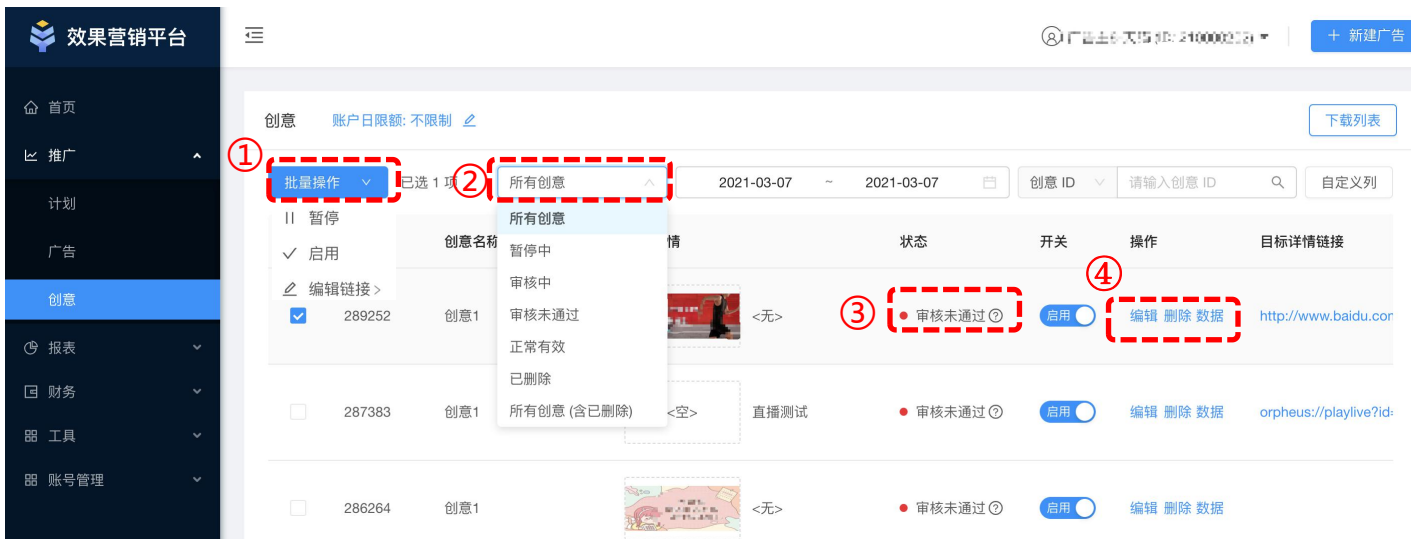 效果营销平台
+ 新建广告
首页
推广
计划
广告
创意
报表
财务
工具
账号管理
创意 账户日限额: 不限制
下载列表
① ② ③ ④
批量操作 已选 1 项 所有创意 2021-03-07 ~ 2021-03-07 创意 ID 请输入创意 ID 自定义列
暂停
启用
编辑链接 >
所有创意
暂停中
审核中
审核未通过
正常有效
已删除
所有创意 (含已删除)
创意名称 情 状态 开关 操作 目标详情链接
289252 创意1 <无> 审核未通过 启用 编辑 删除 数据 http://www.baidu.con
287383 创意1 <空> 直播测试 审核未通过 启用 编辑 删除 数据 orpheus://playlive?id=
286264 创意1 <无> 审核未通过 启用 编辑 删除 数据